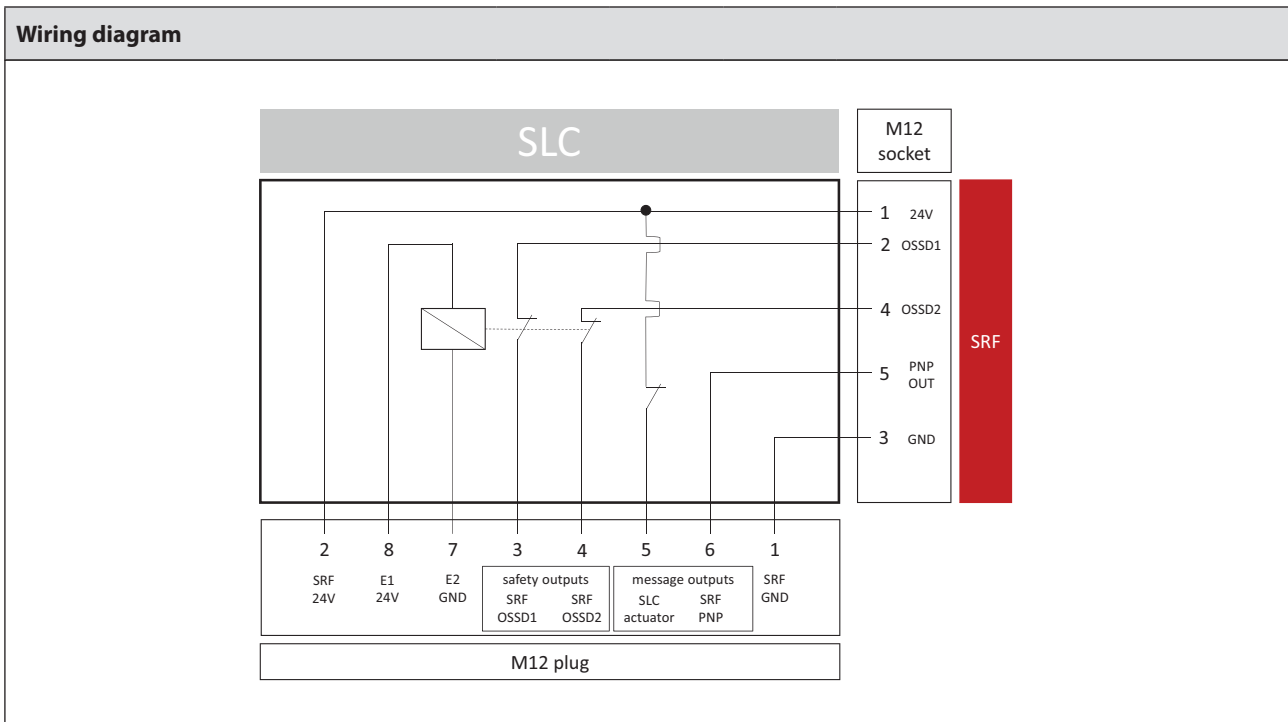 Wiring diagram
SLC
M12
socket
1 24V
2 OSSD1
4 OSSD2
5 PNP
OUT
3 GND
SRF
2 8 7 3 4 5 6 1
SRF
24V
E1
24V
E2
GND
safety outputs
SRF
OSSD1
SRF
OSSD2
message outputs
SLC
actuator
SRF
PNP
SRF
GND
M12 plug